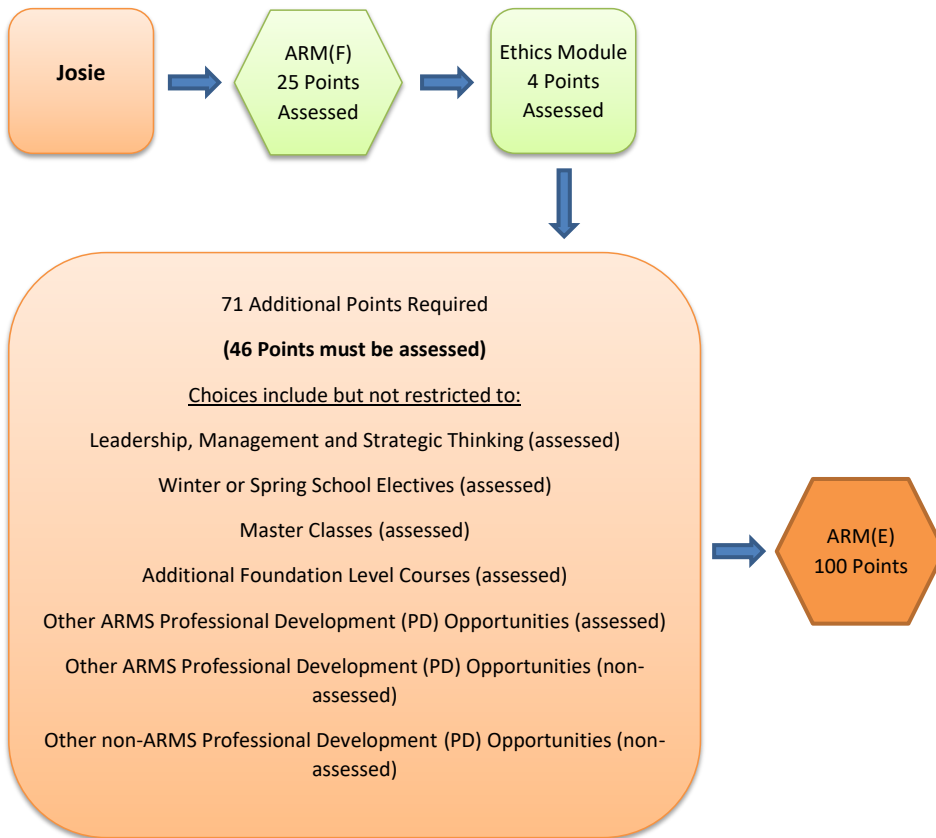 Josie
ARM(F)
25 Points
Assessed
Ethics Module
4 Points
Assessed
71 Additional Points Required
(46 Points must be assessed)
Choices include but not restricted to:
Leadership, Management and Strategic Thinking (assessed)
Winter or Spring School Electives (assessed)
Master Classes (assessed)
Additional Foundation Level Courses (assessed)
Other ARMS Professional Development (PD) Opportunities (assessed)
Other ARMS Professional Development (PD) Opportunities (non-
assessed)
Other non-ARMS Professional Development (PD) Opportunities (non-
assessed)
ARM(E)
100 Points